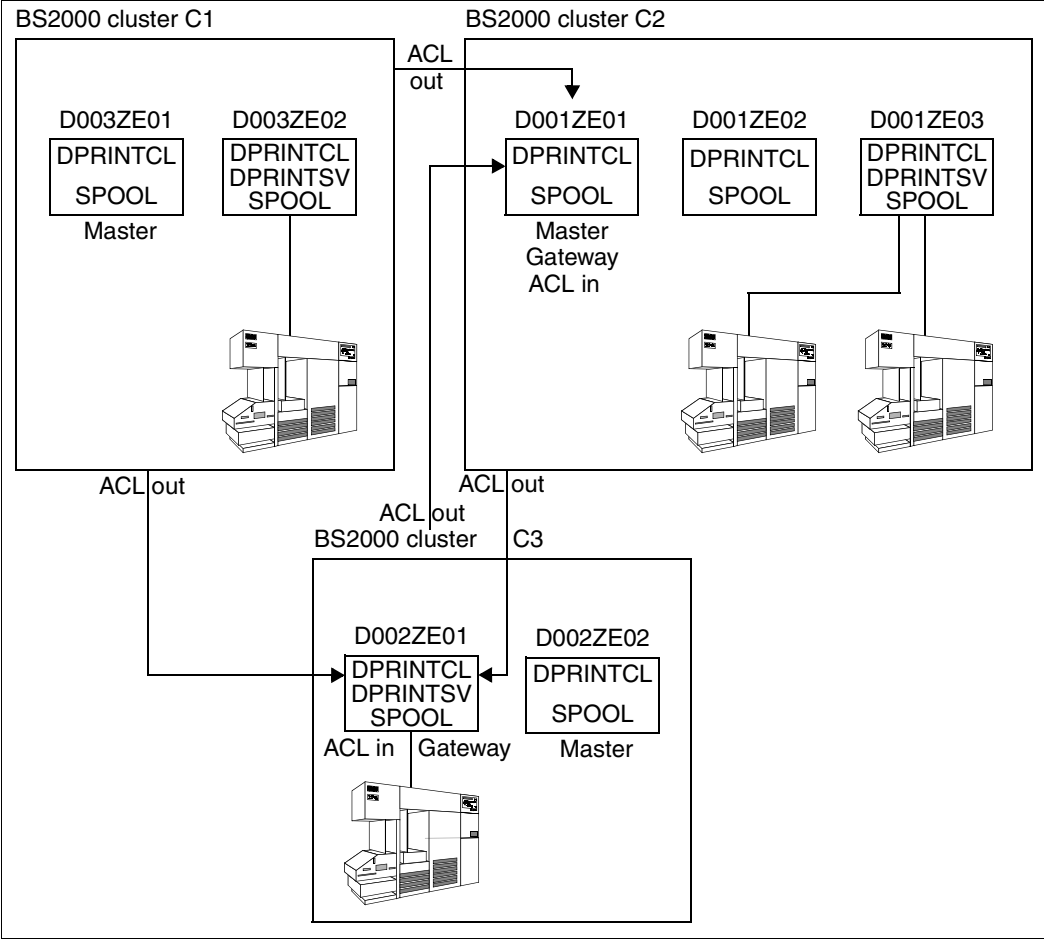 BS2000 cluster C1
BS2000 cluster C2
ACL
out
D003ZE01
D003ZE02
D001ZE01
D001ZE02
D001ZE03
DPRINTCL
SPOOL
Master
DPRINTCL
DPRINTSV
SPOOL
DPRINTCL
SPOOL
Master
Gateway
ACL in
DPRINTCL
SPOOL
DPRINTCL
DPRINTSV
SPOOL
ACL out
ACL out
ACL out
BS2000 cluster C3
D002ZE01
D002ZE02
DPRINTCL
DPRINTSV
SPOOL
ACL in Gateway
DPRINTCL
SPOOL
Master